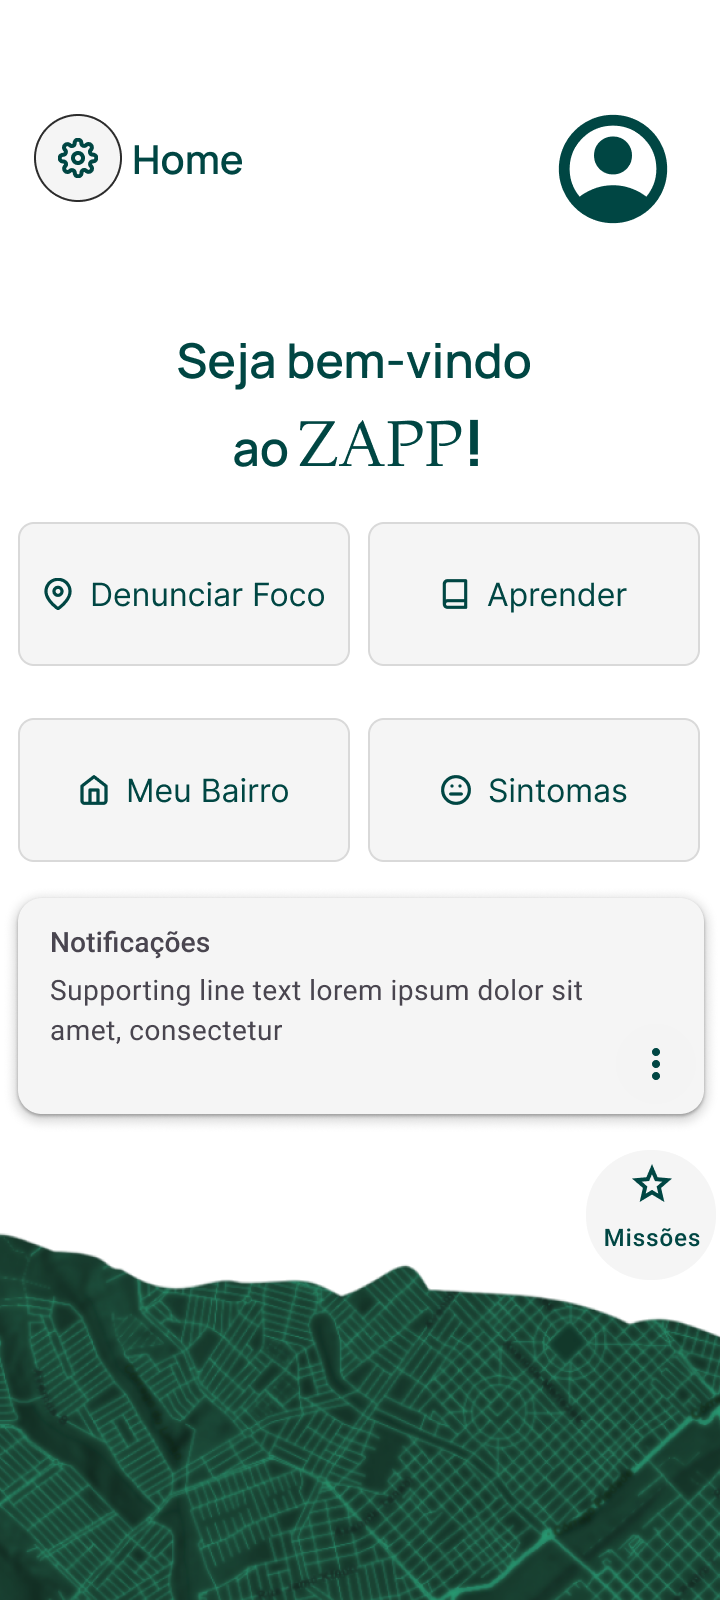 Home
Seja bem-vindo
ao ZAPP!
Denunciar Foco
Aprender
Meu Bairro
Sintomas
Notificações
Supporting line text lorem ipsum dolor sit
amet, consectetur
Missões